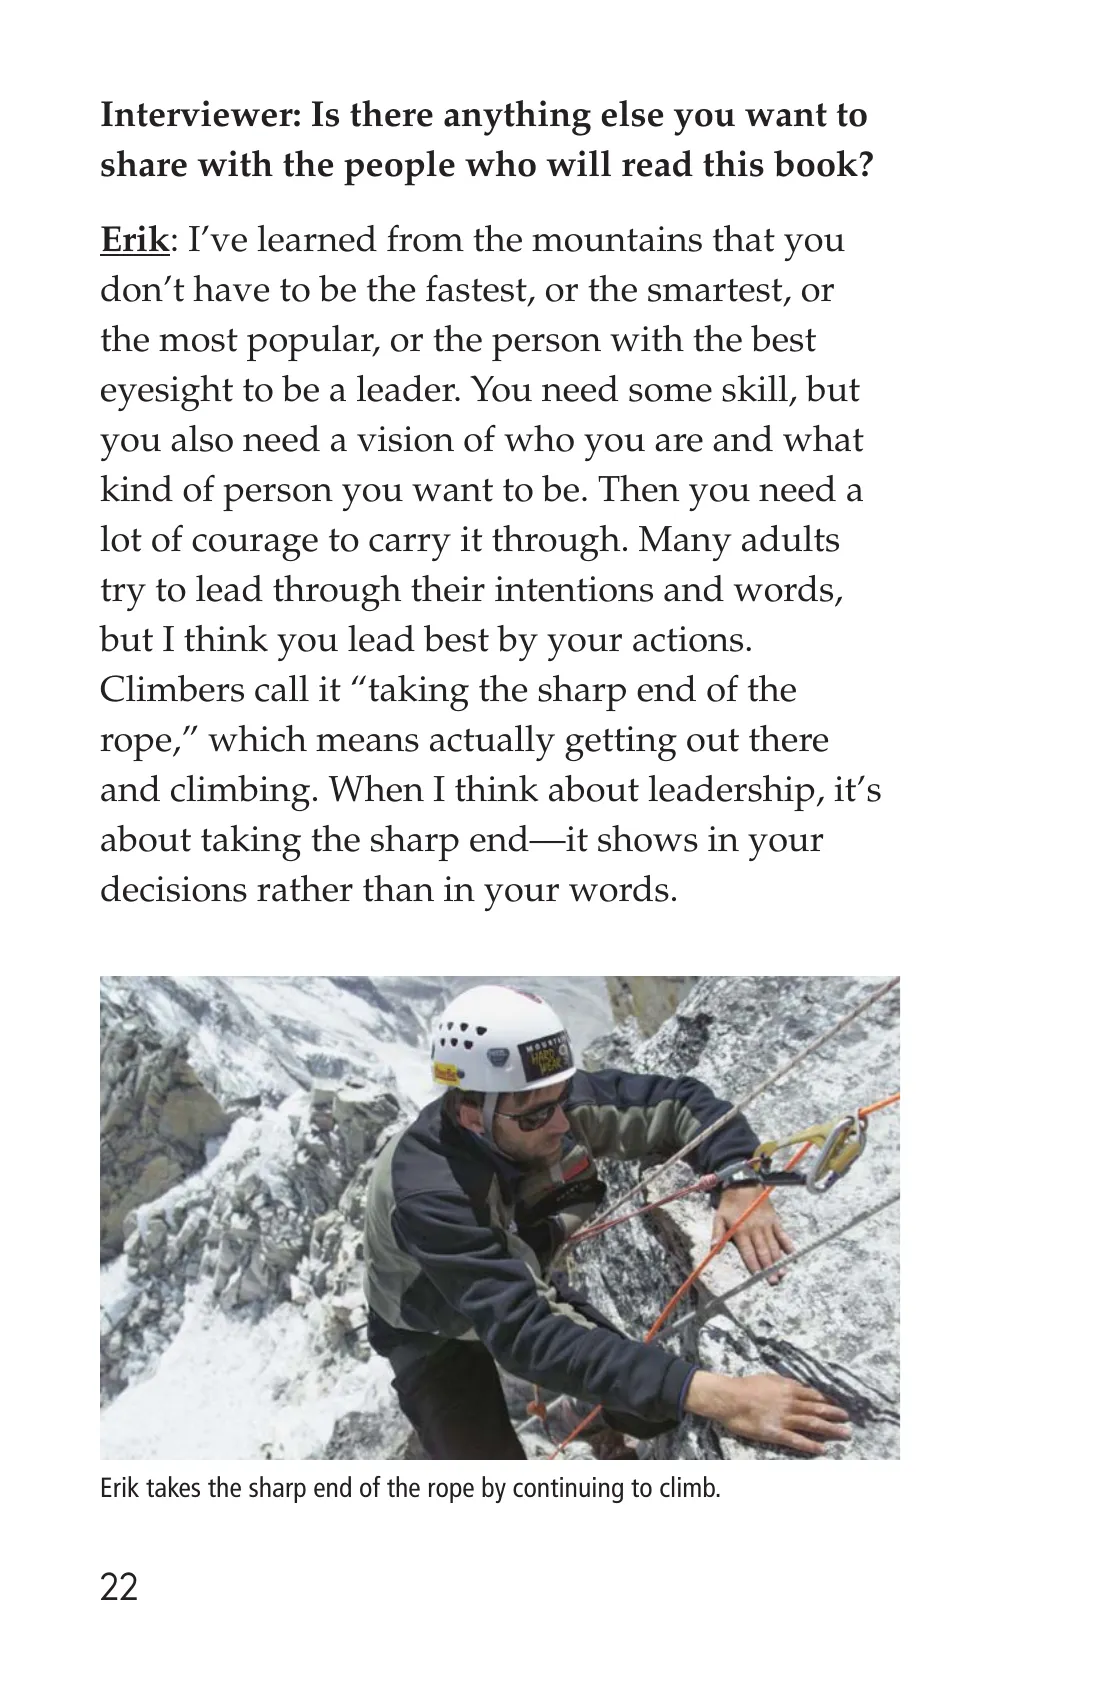 Interviewer: Is there anything else you want to
share with the people who will read this book?
Erik: I’ve learned from the mountains that you
don’t have to be the fastest, or the smartest, or
the most popular, or the person with the best
eyesight to be a leader. You need some skill, but
you also need a vision of who you are and what
kind of person you want to be. Then you need a
lot of courage to carry it through. Many adults
try to lead through their intentions and words,
but I think you lead best by your actions.
Climbers call it “taking the sharp end of the
rope,” which means actually getting out there
and climbing. When I think about leadership, it’s
about taking the sharp end—it shows in your
decisions rather than in your words.
MOUNTAIN
HARD
WEAR
Erik takes the sharp end of the rope by continuing to climb.
22